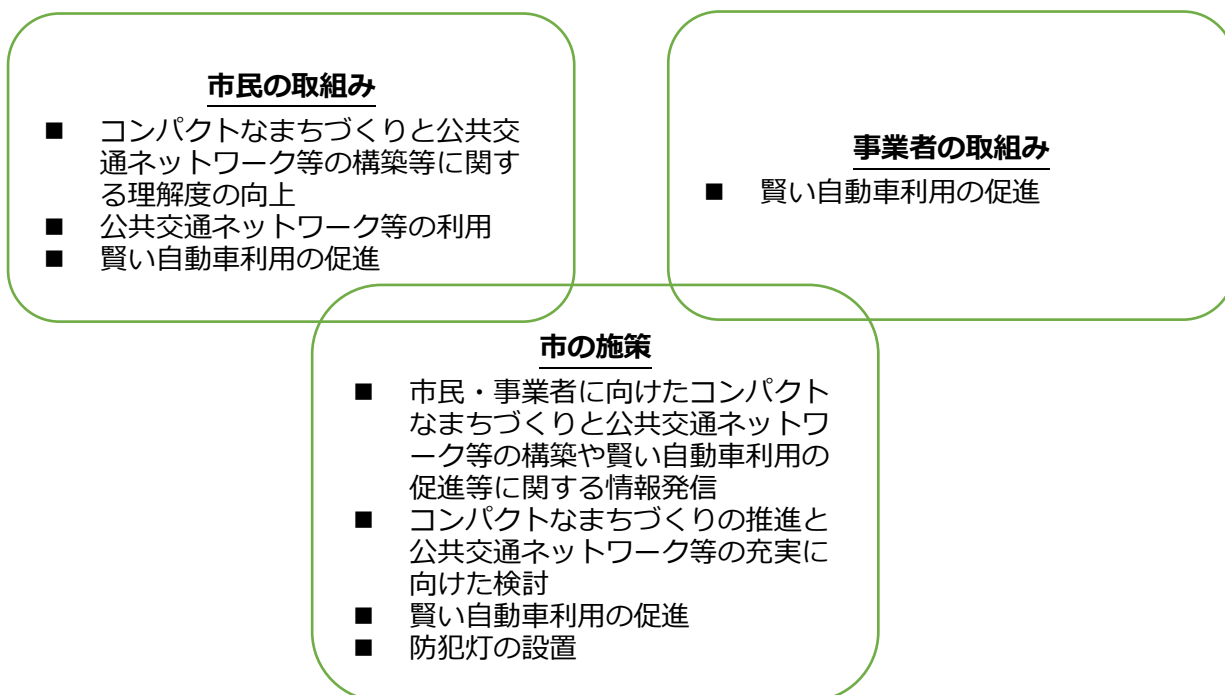 市民の取組み
■ コンパクトなまちづくりと公共交
通ネットワーク等の構築等に関す
る理解度の向上
■ 公共交通ネットワーク等の利用
■ 賢い自動車利用の促進
事業者の取組み
■ 賢い自動車利用の促進
市の施策
■ 市民・事業者に向けたコンパクト
なまちづくりと公共交通ネットワ
ーク等の構築や賢い自動車利用の
促進等に関する情報発信
■ コンパクトなまちづくりの推進と
公共交通ネットワーク等の充実に
向けた検討
■ 賢い自動車利用の促進
■ 防犯灯の設置